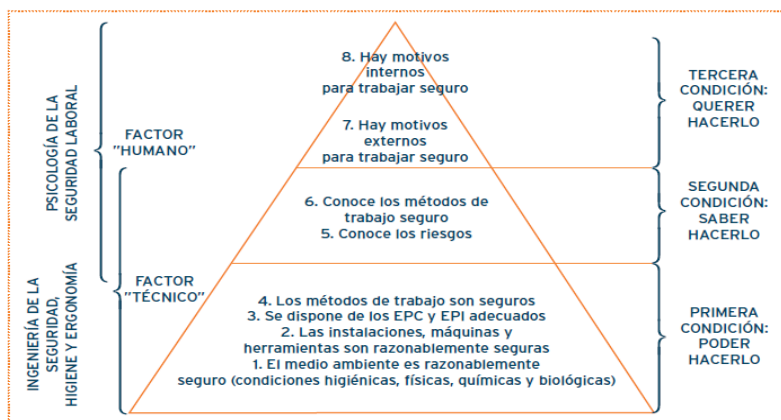 PSICOLOGÍA DE LA
SEGURIDAD LABORAL
INGENIERÍA DE LA
SEGURIDAD,
HIGIENE Y ERGONOMÍA
FACTOR
"HUMANO"
FACTOR
"TÉCNICO"
8. Hay motivos
internos
para trabajar seguro
7. Hay motivos
externos
para trabajar seguro
6. Conoce los métodos de
trabajo seguro
5. Conoce los riesgos
4. Los métodos de trabajo son seguros
3. Se dispone de los EPC y EPI adecuados
2. Las instalaciones, máquinas y
herramientas son razonablemente seguras
1. El medio ambiente es razonablemente
seguro (condiciones higiénicas, físicas, químicas y biológicas)
TERCERA
CONDICIÓN:
QUERER
HACERLO
SEGUNDA
CONDICIÓN:
SABER
HACERLO
PRIMERA
CONDICIÓN:
PODER
HACERLO